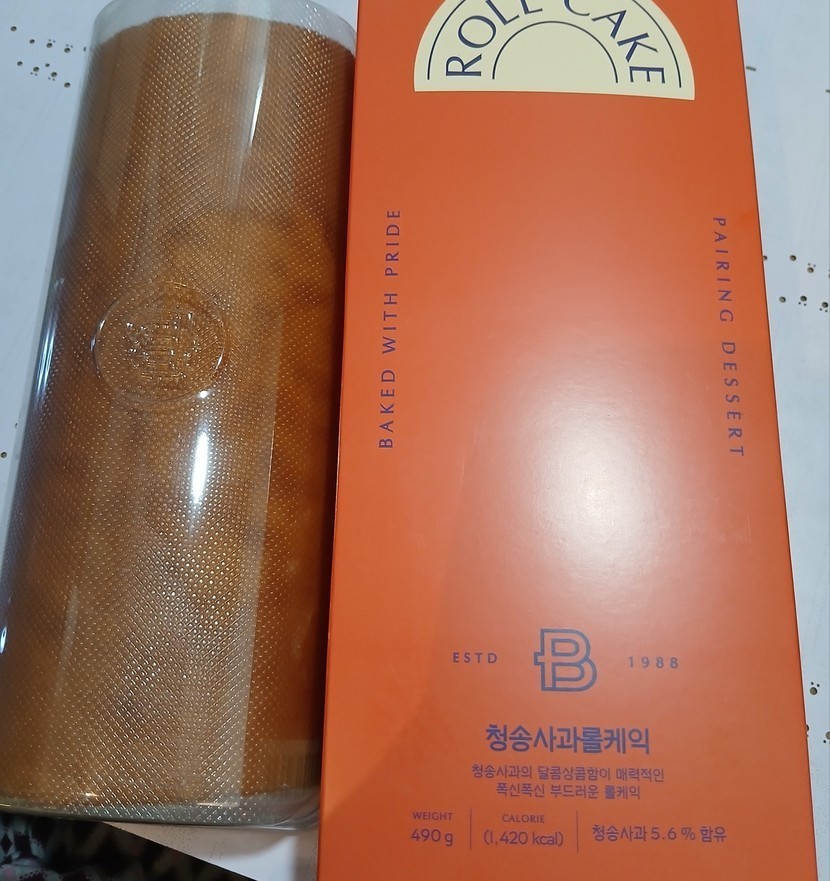 ROLL CAKE
BAKED WITH PRIDE
PAIRING DESSERT
ESTD B 1988
청송사과롤케익
청송사과의 달콤상콤함이 매력적인
폭신폭신 부드러운 롤케익
WEIGHT
490g
CALORIE
(1,420 kcal)
청송사과 5.6 % 함유